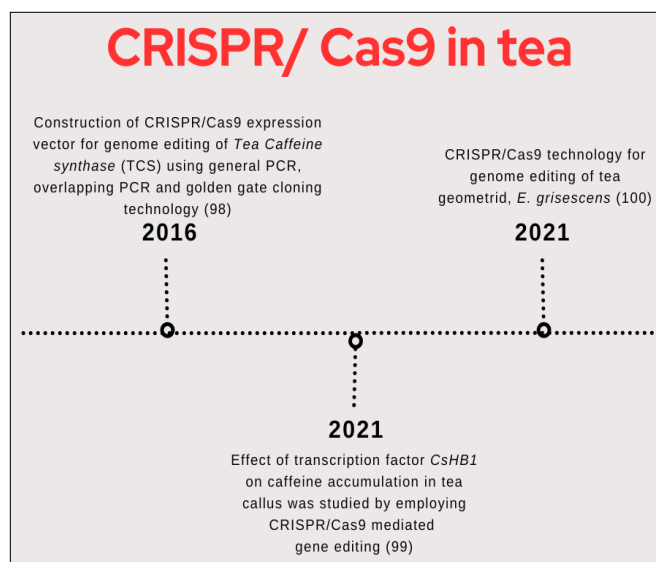 CRISPR/ Cas9 in tea
Construction of CRISPR/Cas9 expression
vector for genome editing of Tea Caffeine
synthase (TCS) using general PCR,
overlapping PCR and golden gate cloning
technology (98)
2016
CRISPR/Cas9 technology for
genome editing of tea
geometrid, E. grisescens (100)
2021
2021
Effect of transcription factor CsHB1
on caffeine accumulation in tea
callus was studied by employing
CRISPR/Cas9 mediated
gene editing (99)